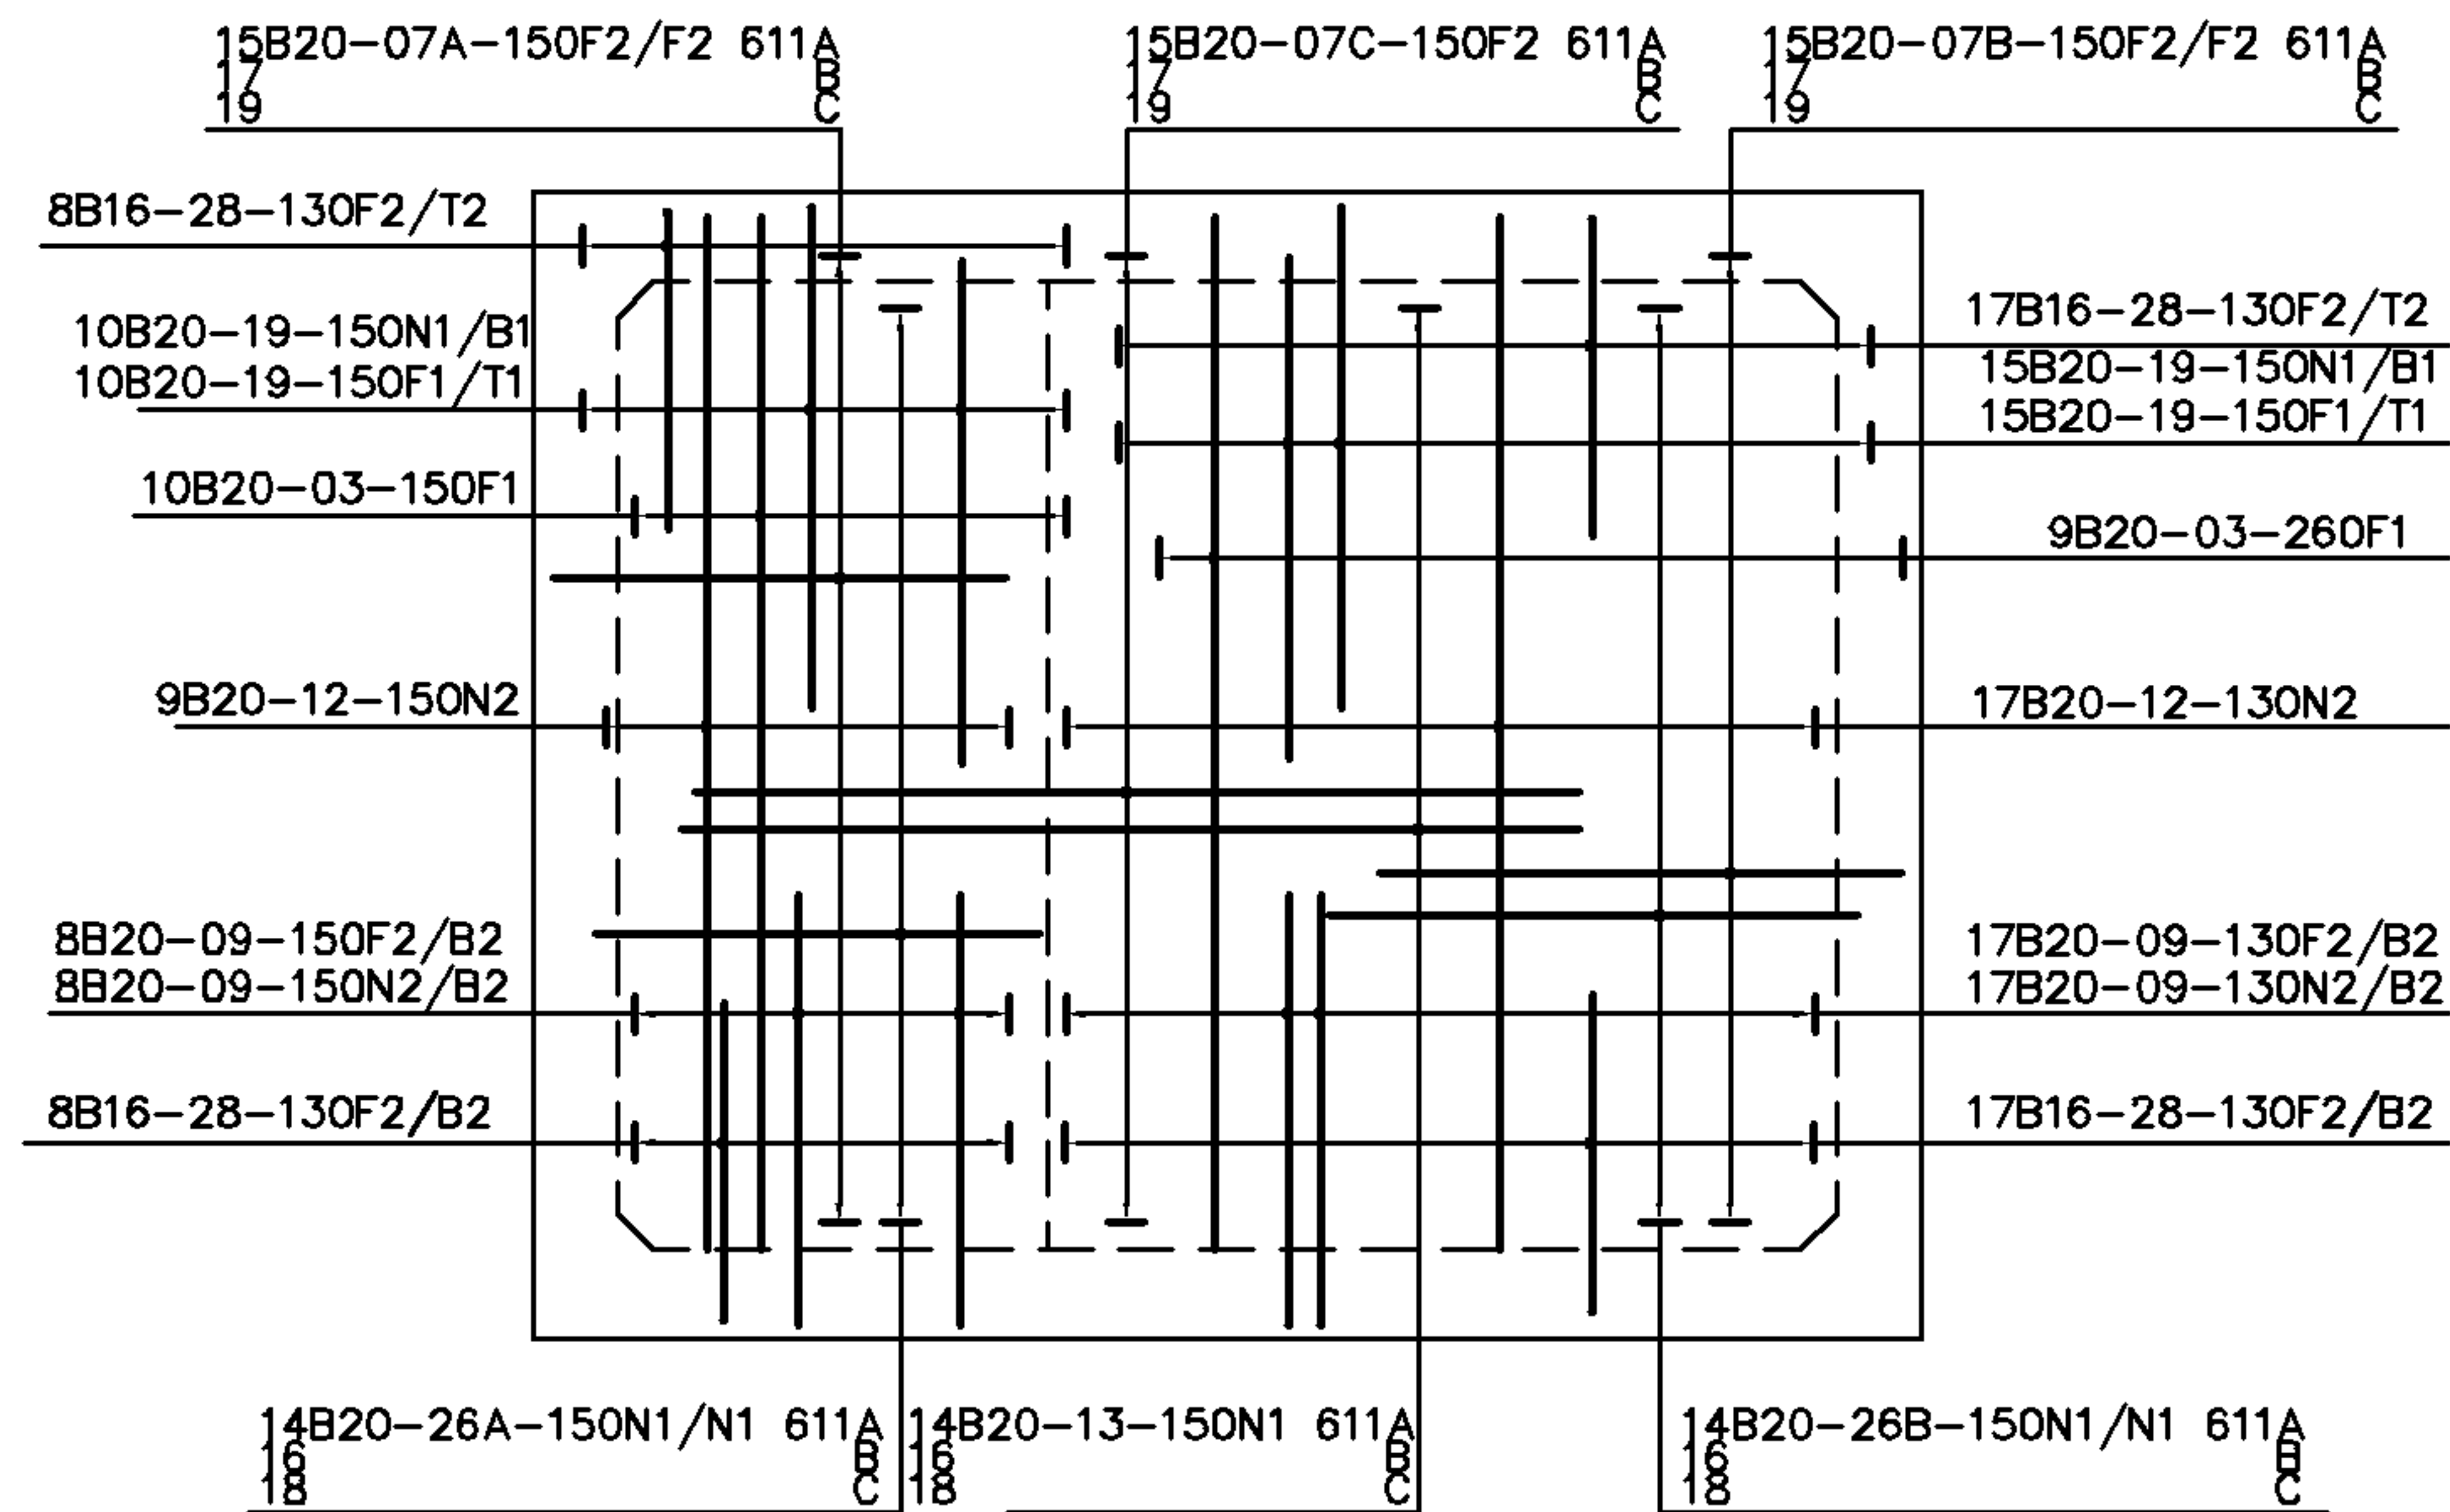 15B20-07A-150F2/F2 611A
17 B
19 C
15B20-07C-150F2 611A
17 B
19 C
15B20-07B-150F2/F2 611A
17 B
19 C
8B16-28-130F2/T2
10B20-19-150N1/B1
10B20-19-150F1/T1
10B20-03-150F1
9B20-12-150N2
8B20-09-150F2/B2
8B20-09-150N2/B2
8B16-28-130F2/B2
17B16-28-130F2/T2
15B20-19-150N1/B1
15B20-19-150F1/T1
9B20-03-260F1
17B20-12-130N2
17B20-09-130F2/B2
17B20-09-130N2/B2
17B16-28-130F2/B2
14B20-26A-150N1/N1 611A
16 B
18 C
14B20-13-150N1 611A
16 B
18 C
14B20-26B-150N1/N1 611A
16 B
18 C